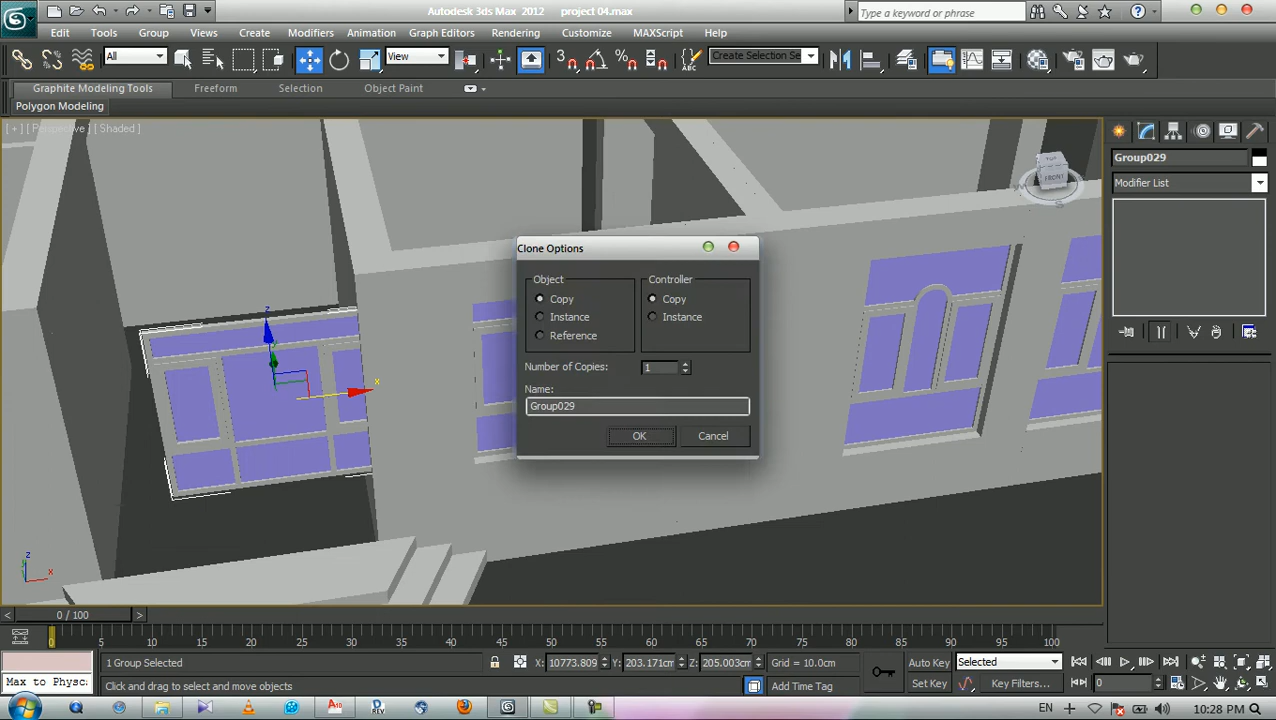 Autodesk 3ds Max 2012 project 04.max
Type a keyword or phrase
Edit Tools Group Views Create Modifiers Animation Graph Editors Rendering Customize MAXScript Help
All View Create Selection Se
Graphite Modeling Tools Freeform Selection Object Paint
Polygon Modeling
[ + ] [ Perspective ] [ Shaded ]
TOP
FRONT
W
S
Group029
Modifier List
Clone Options
Object Controller
Copy Copy
Instance Instance
Reference
Number of Copies: 1
Name:
Group029
OK Cancel
z
x
z
x
< 0 / 100 >
0 5 10 15 20 25 30 35 40 45 50 55 60 65 70 75 80 85 90 95 100
1 Group Selected X: 10773.809 Y: 203.171cm Z: 205.003cm Grid = 10.0cm Auto Key Selected
Max to Physc Click and drag to select and move objects Add Time Tag Set Key Key Filters... 0
EN 10:28 PM